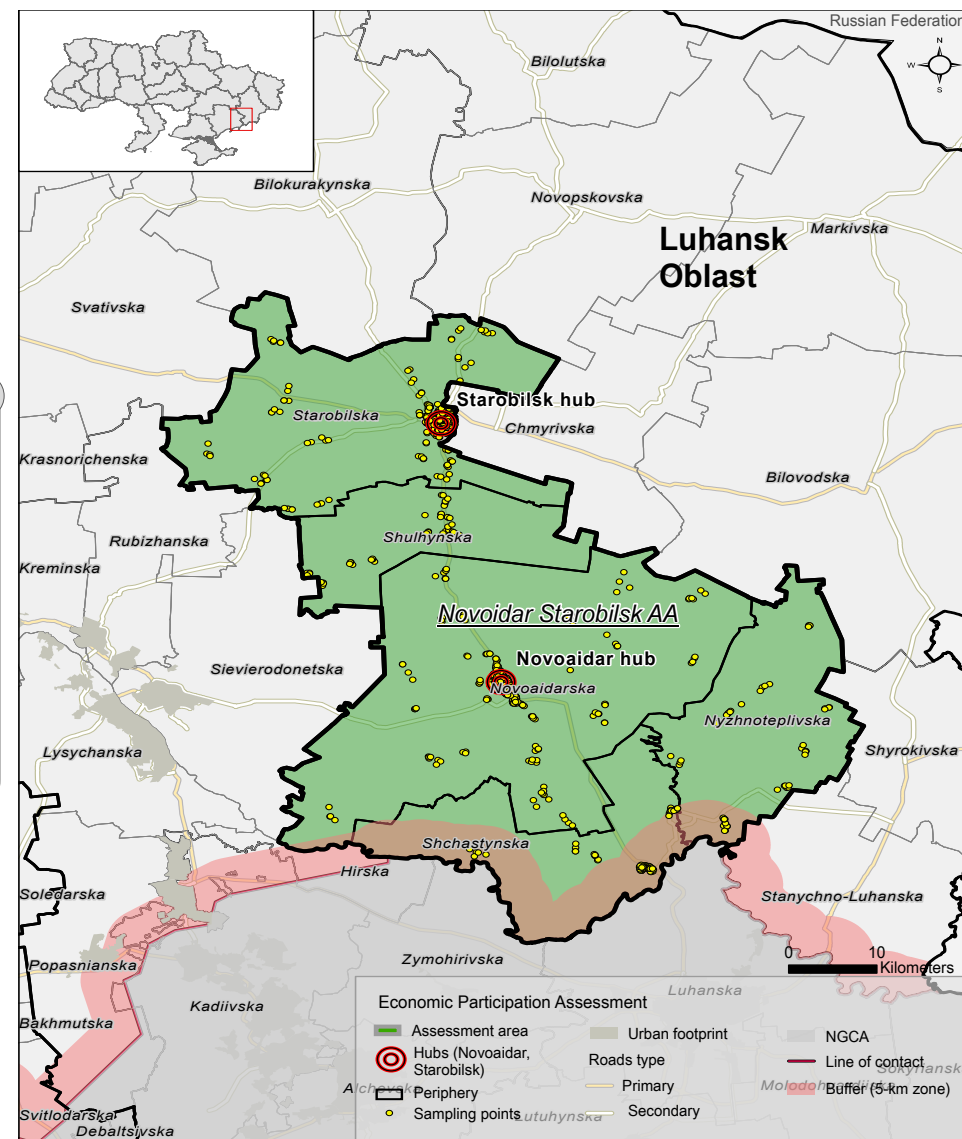 Russian Federation
N
W E
S
Bilolutska
Bilokurakynska
Novopskovska
Markivska
Luhansk
Oblast
Svativska
Starobilsk hub
Starobilska
Chmyrivska
Krasnorichenska
Bilovodska
Rubizhanska
Shulhynska
Kreminska
Novoidar Starobilsk AA
Novoaidar hub
Sievierodonetska
Novoaidarska
Nyzhnoteplivska
Lysychanska
Shyrokivska
Shchastynska
Hirska
Soledarska
Stanychno-Luhanska
0 10
Kilometers
Popasnianska
Zymohirivska
Luhanska
Kadiivska
Bakhmutska
Economic Participation Assessment
Assessment area
Hubs (Novoaidar,
Starobilsk)
Periphery
Sampling points
Urban footprint
Roads type
Primary
Secondary
NGCA
Line of contact
Buffer (5-km zone)
Alchevska
Lutuhynska
Svitlodarska
Debaltsivska